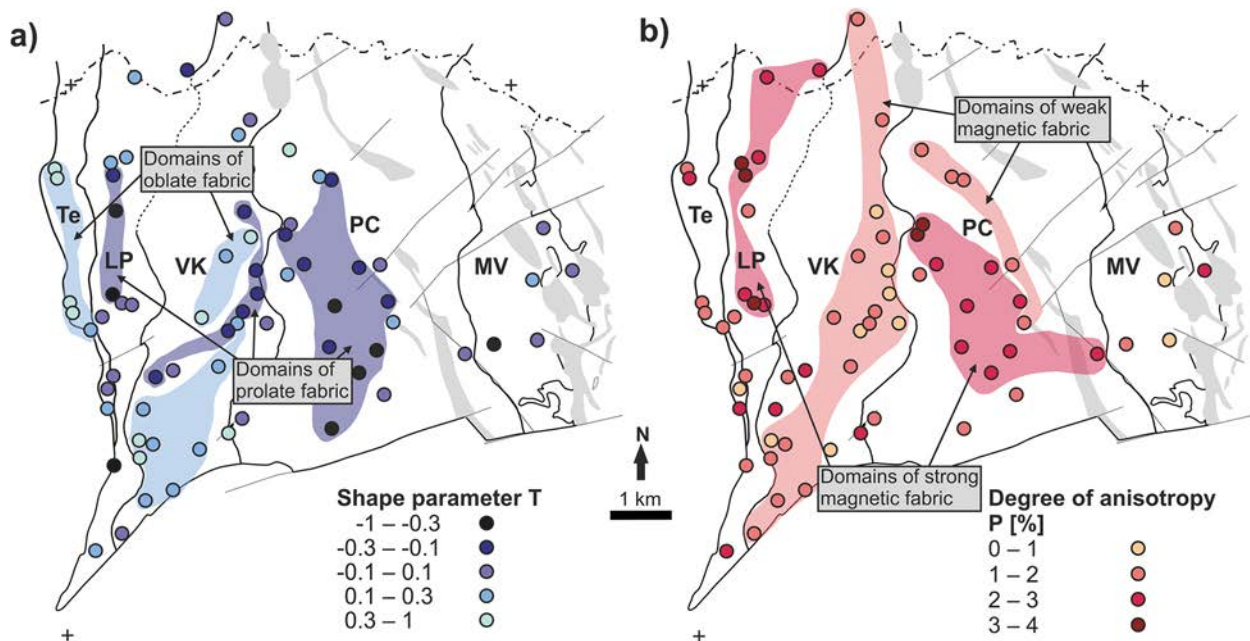 a)
Domains of
oblate fabric
Te
LP
VK
PC
MV
Domains of
prolate fabric
Shape parameter T
-1 – -0.3
-0.3 – -0.1
-0.1 – 0.1
0.1 – 0.3
0.3 – 1
N
1 km
b)
Domains of weak
magnetic fabric
Te
LP
VK
PC
MV
Domains of strong
magnetic fabric
Degree of anisotropy
P [%]
0 – 1
1 – 2
2 – 3
3 – 4